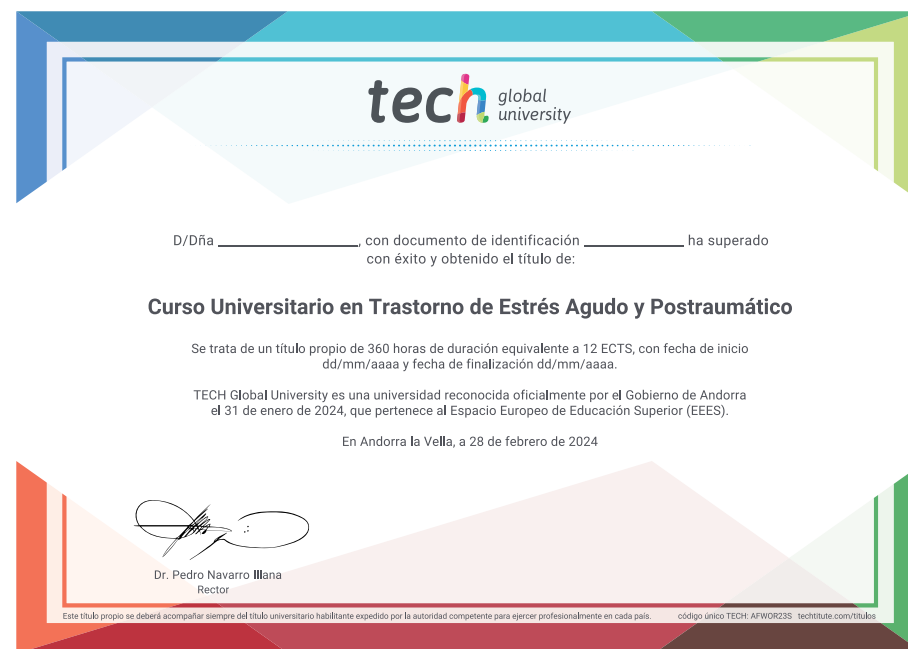 tech global university
D/Dña ______________, con documento de identificación __________ ha superado
con éxito y obtenido el título de:
Curso Universitario en Trastorno de Estrés Agudo y Postraumático
Se trata de un título propio de 360 horas de duración equivalente a 12 ECTS, con fecha de inicio
dd/mm/aaaa y fecha de finalización dd/mm/aaaa.
TECH Global University es una universidad reconocida oficialmente por el Gobierno de Andorra
el 31 de enero de 2024, que pertenece al Espacio Europeo de Educación Superior (EEES).
En Andorra la Vella, a 28 de febrero de 2024
Dr. Pedro Navarro Illana
Rector
Este título propio se deberá acompañar siempre del título universitario habilitante expedido por la autoridad competente para ejercer profesionalmente en cada país. código único TECH: AFWOR23S techtitute.com/titulos